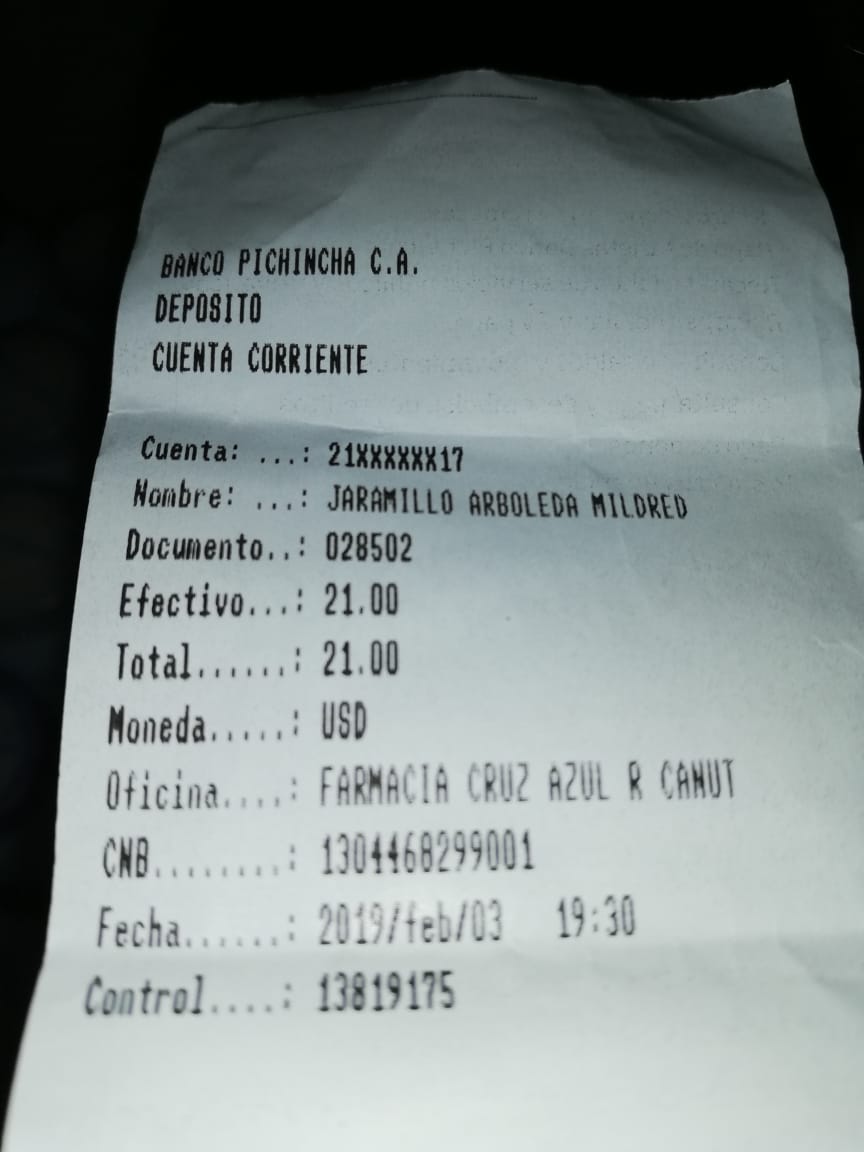 BANCO PICHINCHA C.A.
DEPOSITO
CUENTA CORRIENTE
Cuenta: ...: 21XXXXXX17
Nombre: ...: JARAMILLO ARBOLEDA MILDRED
Documento..: 028502
Efectivo...: 21.00
Total......: 21.00
Moneda.....: USD
Oficina....: FARMACIA CRUZ AZUL R CANUT
CNB........: 1304468299001
Fecha......: 2019/feb/03 19:30
Control....: 13819175